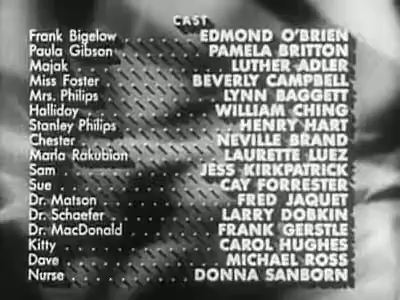 CAST
Frank Bigelow . . . . . . . EDMOND O'BRIEN
Paula Gibson . . . . . . . PAMELA BRITTON
Majak . . . . . . . . . . . . LUTHER ADLER
Miss Foster . . . . . . BEVERLY CAMPBELL
Mrs. Philips . . . . . . . . LYNN BAGGETT
Halliday . . . . . . . . . . WILLIAM CHING
Stanley Philips . . . . . . . . HENRY HART
Chester . . . . . . . . . . NEVILLE BRAND
Marla Rakubian . . . . . . LAURETTE LUEZ
Sam . . . . . . . . . . . JESS KIRKPATRICK
Sue . . . . . . . . . . . . CAY FORRESTER
Dr. Matson . . . . . . . . . FRED JAQUET
Dr. Schaefer . . . . . . . . LARRY DOBKIN
Dr. MacDonald . . . . . . FRANK GERSTLE
Kitty . . . . . . . . . . . . CAROL HUGHES
Dave . . . . . . . . . . . . MICHAEL ROSS
Nurse . . . . . . . . . . DONNA SANBORN